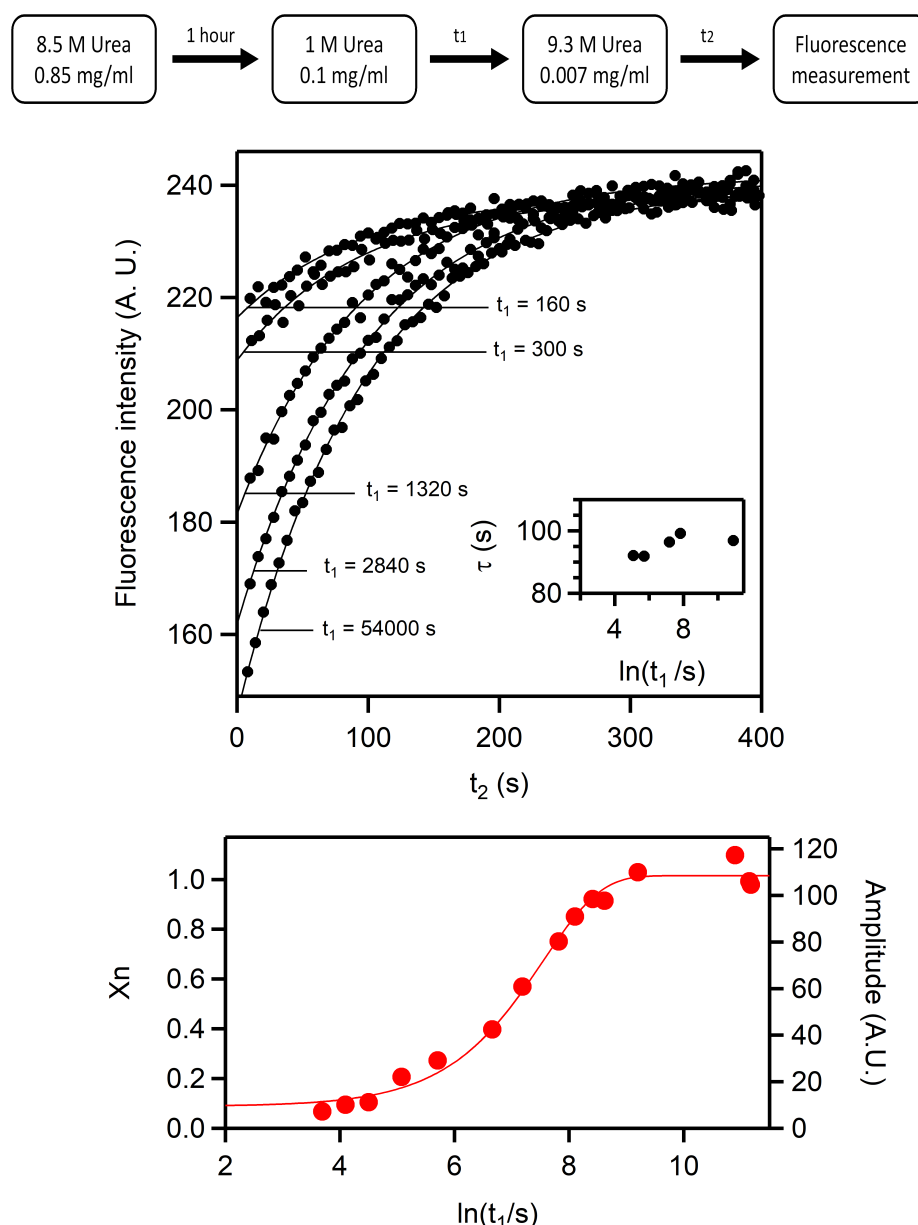 8.5 M Urea
0.85 mg/ml
1 hour
1 M Urea
0.1 mg/ml
t1
9.3 M Urea
0.007 mg/ml
t2
Fluorescence
measurement
Fluorescence intensity (A. U.)
240
220
200
180
160
t1 = 160 s
t1 = 300 s
t1 = 1320 s
t1 = 2840 s
t1 = 54000 s
τ (s)
100
80
4 8
ln(t1 /s)
0 100 200 300 400
t2 (s)
Xn
1.0
0.8
0.6
0.4
0.2
0.0
120
100
80
60
40
20
0
Amplitude (A.U.)
2 4 6 8 10
ln(t1/s)